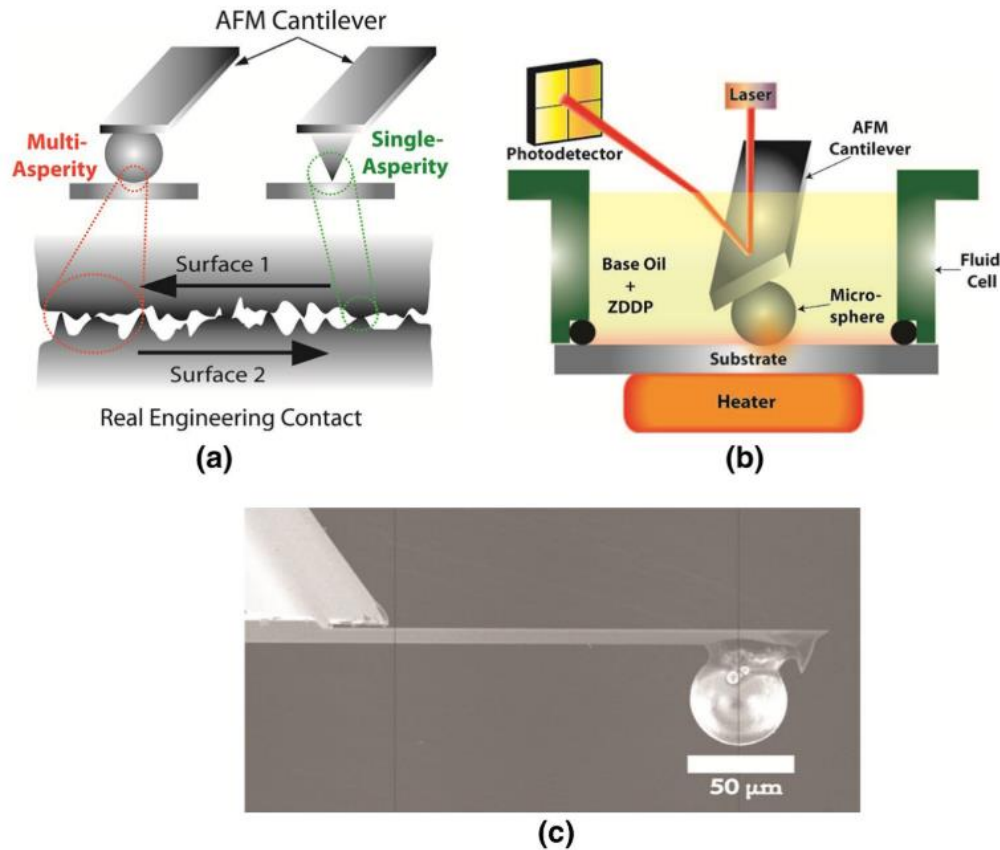 AFM Cantilever
Multi-
Asperity
Single-
Asperity
Surface 1
Surface 2
Real Engineering Contact
(a)
Photodetector
Laser
AFM
Cantilever
Base Oil
+
ZDDP
Fluid
Cell
Micro-
sphere
Substrate
Heater
(b)
50 µm
(c)